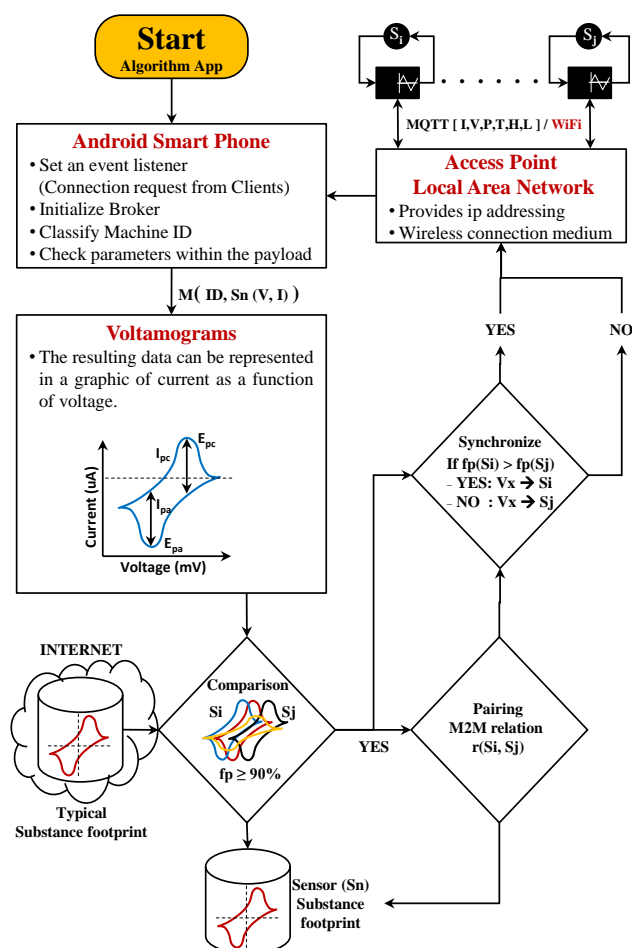 Start
Algorithm App
Android Smart Phone
• Set an event listener
(Connection request from Clients)
• Initialize Broker
• Classify Machine ID
• Check parameters within the payload
M( ID, Sn (V, I) )
Voltamograms
• The resulting data can be represented
in a graphic of current as a function
of voltage.
Current (uA)
Ipc
Epc
Ipa
Epa
Voltage (mV)
Si
Sj
. . . . . .
MQTT [ I,V,P,T,H,L ] / WiFi
Access Point
Local Area Network
• Provides ip addressing
• Wireless connection medium
YES
NO
Synchronize
If fp(Si) > fp(Sj)
- YES: Vx → Si
- NO : Vx → Sj
INTERNET
Typical
Substance footprint
Comparison
Si
Sj
fp ≥ 90%
YES
Pairing
M2M relation
r(Si, Sj)
Sensor (Sn)
Substance
footprint